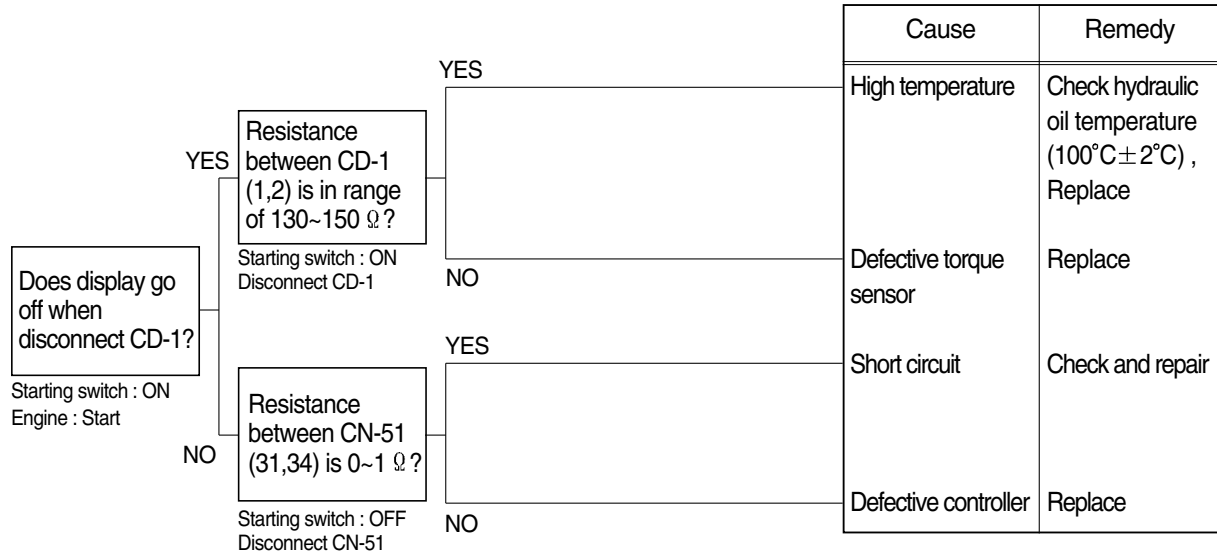 Cause
Remedy
YES
High temperature
Check hydraulic
oil temperature
(100°C±2°C) ,
Replace
YES
Resistance
between CD-1
(1,2) is in range
of 130~150 Ω?
Starting switch : ON
Disconnect CD-1
NO
Defective torque
sensor
Replace
Does display go
off when
disconnect CD-1?
Starting switch : ON
Engine : Start
YES
Short circuit
Check and repair
NO
Resistance
between CN-51
(31,34) is 0~1 Ω?
Starting switch : OFF
Disconnect CN-51
NO
Defective controller
Replace